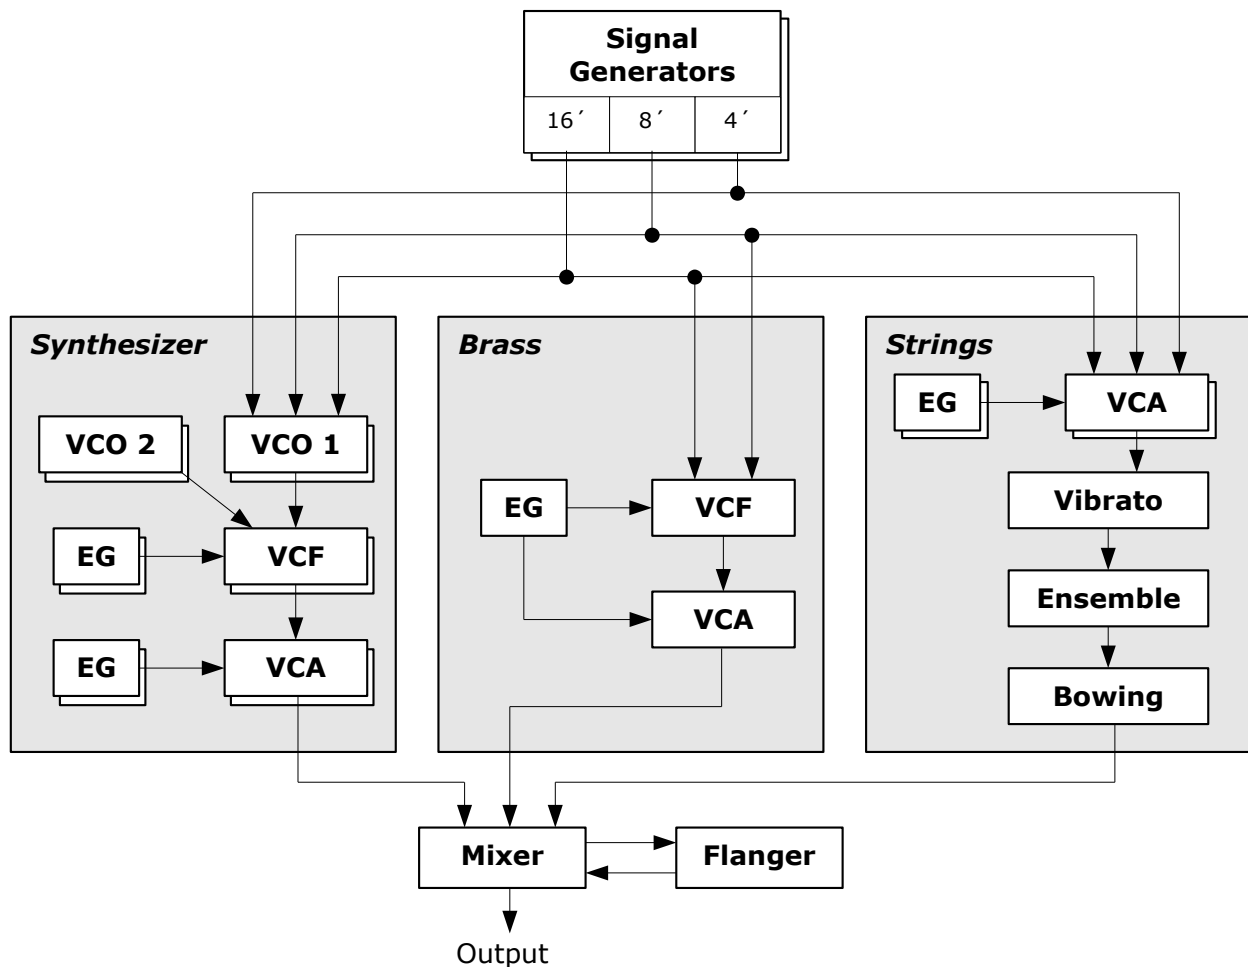 Signal
Generators
16´
8´
4´
Synthesizer
VCO 2
VCO 1
EG
VCF
EG
VCA
Brass
EG
VCF
VCA
Strings
EG
VCA
Vibrato
Ensemble
Bowing
Mixer
Flanger
Output